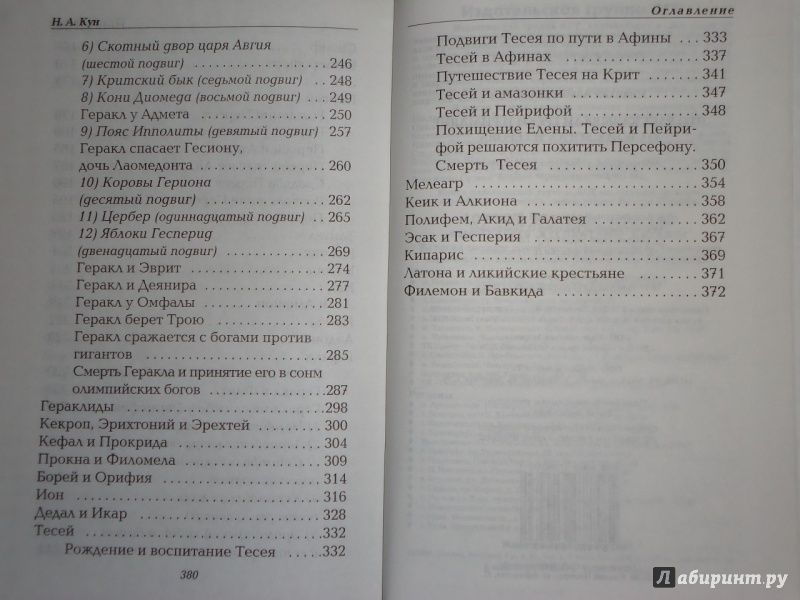 Н. А. Кун
6) Скотный двор царя Авгия
(шестой подвиг) . . . . . . . . . . . . . . . . . . . . 246
7) Критский бык (седьмой подвиг) . . . 248
8) Кони Диомеда (восьмой подвиг) . . . 249
Геракл у Адмета . . . . . . . . . . . . . . . . . . . . 250
9) Пояс Ипполиты (девятый подвиг) 257
Геракл спасает Гесиону,
дочь Лаомедонта . . . . . . . . . . . . . . . . . . . 260
10) Коровы Гериона
(десятый подвиг) . . . . . . . . . . . . . . . . . . . 262
11) Цербер (одиннадцатый подвиг) . . 265
12) Яблоки Гесперид
(двенадцатый подвиг) . . . . . . . . . . . . . . 269
Геракл и Эврит . . . . . . . . . . . . . . . . . . . . . 274
Геракл и Деянира . . . . . . . . . . . . . . . . . . . 277
Геракл у Омфалы . . . . . . . . . . . . . . . . . . . 281
Геракл берет Трою . . . . . . . . . . . . . . . . . . 283
Геракл сражается с богами против
гигантов . . . . . . . . . . . . . . . . . . . . . . . . . . 285
Смерть Геракла и принятие его в сонм
олимпийских богов . . . . . . . . . . . . . . . . . 287
Гераклиды . . . . . . . . . . . . . . . . . . . . . . . . . . . 298
Кекроп, Эрихтоний и Эрехтей . . . . . . . . . 300
Кефал и Прокрида . . . . . . . . . . . . . . . . . . . . 304
Прокна и Филомела . . . . . . . . . . . . . . . . . . . 309
Борей и Орифия . . . . . . . . . . . . . . . . . . . . . . 314
Ион . . . . . . . . . . . . . . . . . . . . . . . . . . . . . . . . . 316
Дедал и Икар . . . . . . . . . . . . . . . . . . . . . . . . . 328
Тесей . . . . . . . . . . . . . . . . . . . . . . . . . . . . . . . . 332
Рождение и воспитание Тесея . . . . . 332
380
Оглавление
Подвиги Тесея по пути в Афины . . . 333
Тесей в Афинах . . . . . . . . . . . . . . . . . . . 337
Путешествие Тесея на Крит . . . . . . . 341
Тесей и амазонки . . . . . . . . . . . . . . . . . 347
Тесей и Пейрифой . . . . . . . . . . . . . . . . 348
Похищение Елены. Тесей и Пейри-
фой решаются похитить Персефону.
Смерть Тесея . . . . . . . . . . . . . . . . . . . . 350
Мелеагр . . . . . . . . . . . . . . . . . . . . . . . . . . . . 354
Кеик и Алкиона . . . . . . . . . . . . . . . . . . . . . 358
Полифем, Акид и Галатея . . . . . . . . . . . . 362
Эсак и Гесперия . . . . . . . . . . . . . . . . . . . . . 367
Кипарис . . . . . . . . . . . . . . . . . . . . . . . . . . . . 369
Латона и ликийские крестьяне . . . . . . . . 371
Филемон и Бавкида . . . . . . . . . . . . . . . . . . 372
Лабиринт.ру